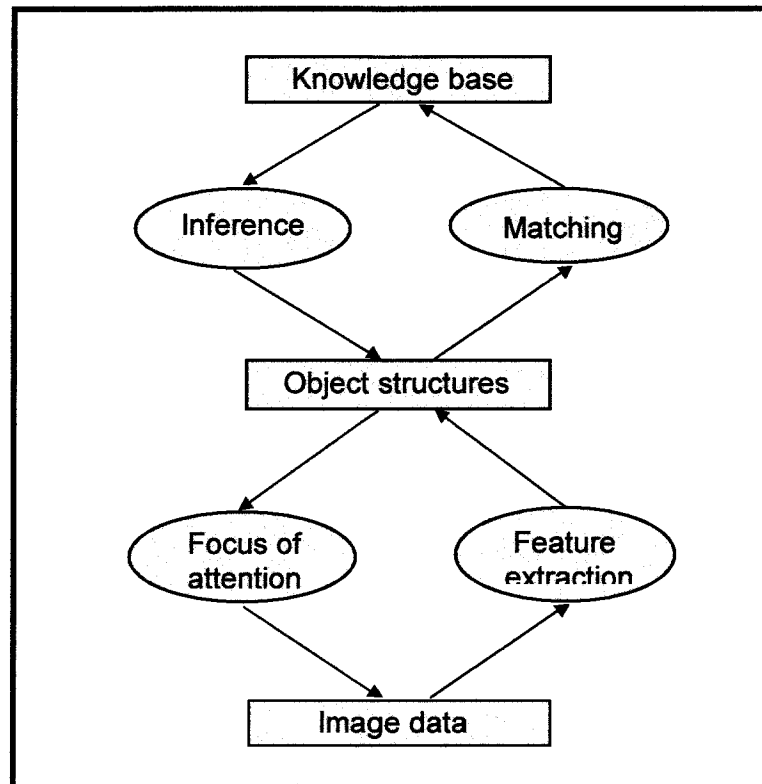 Knowledge base
Inference
Matching
Object structures
Focus of
attention
Feature
extraction
Image data